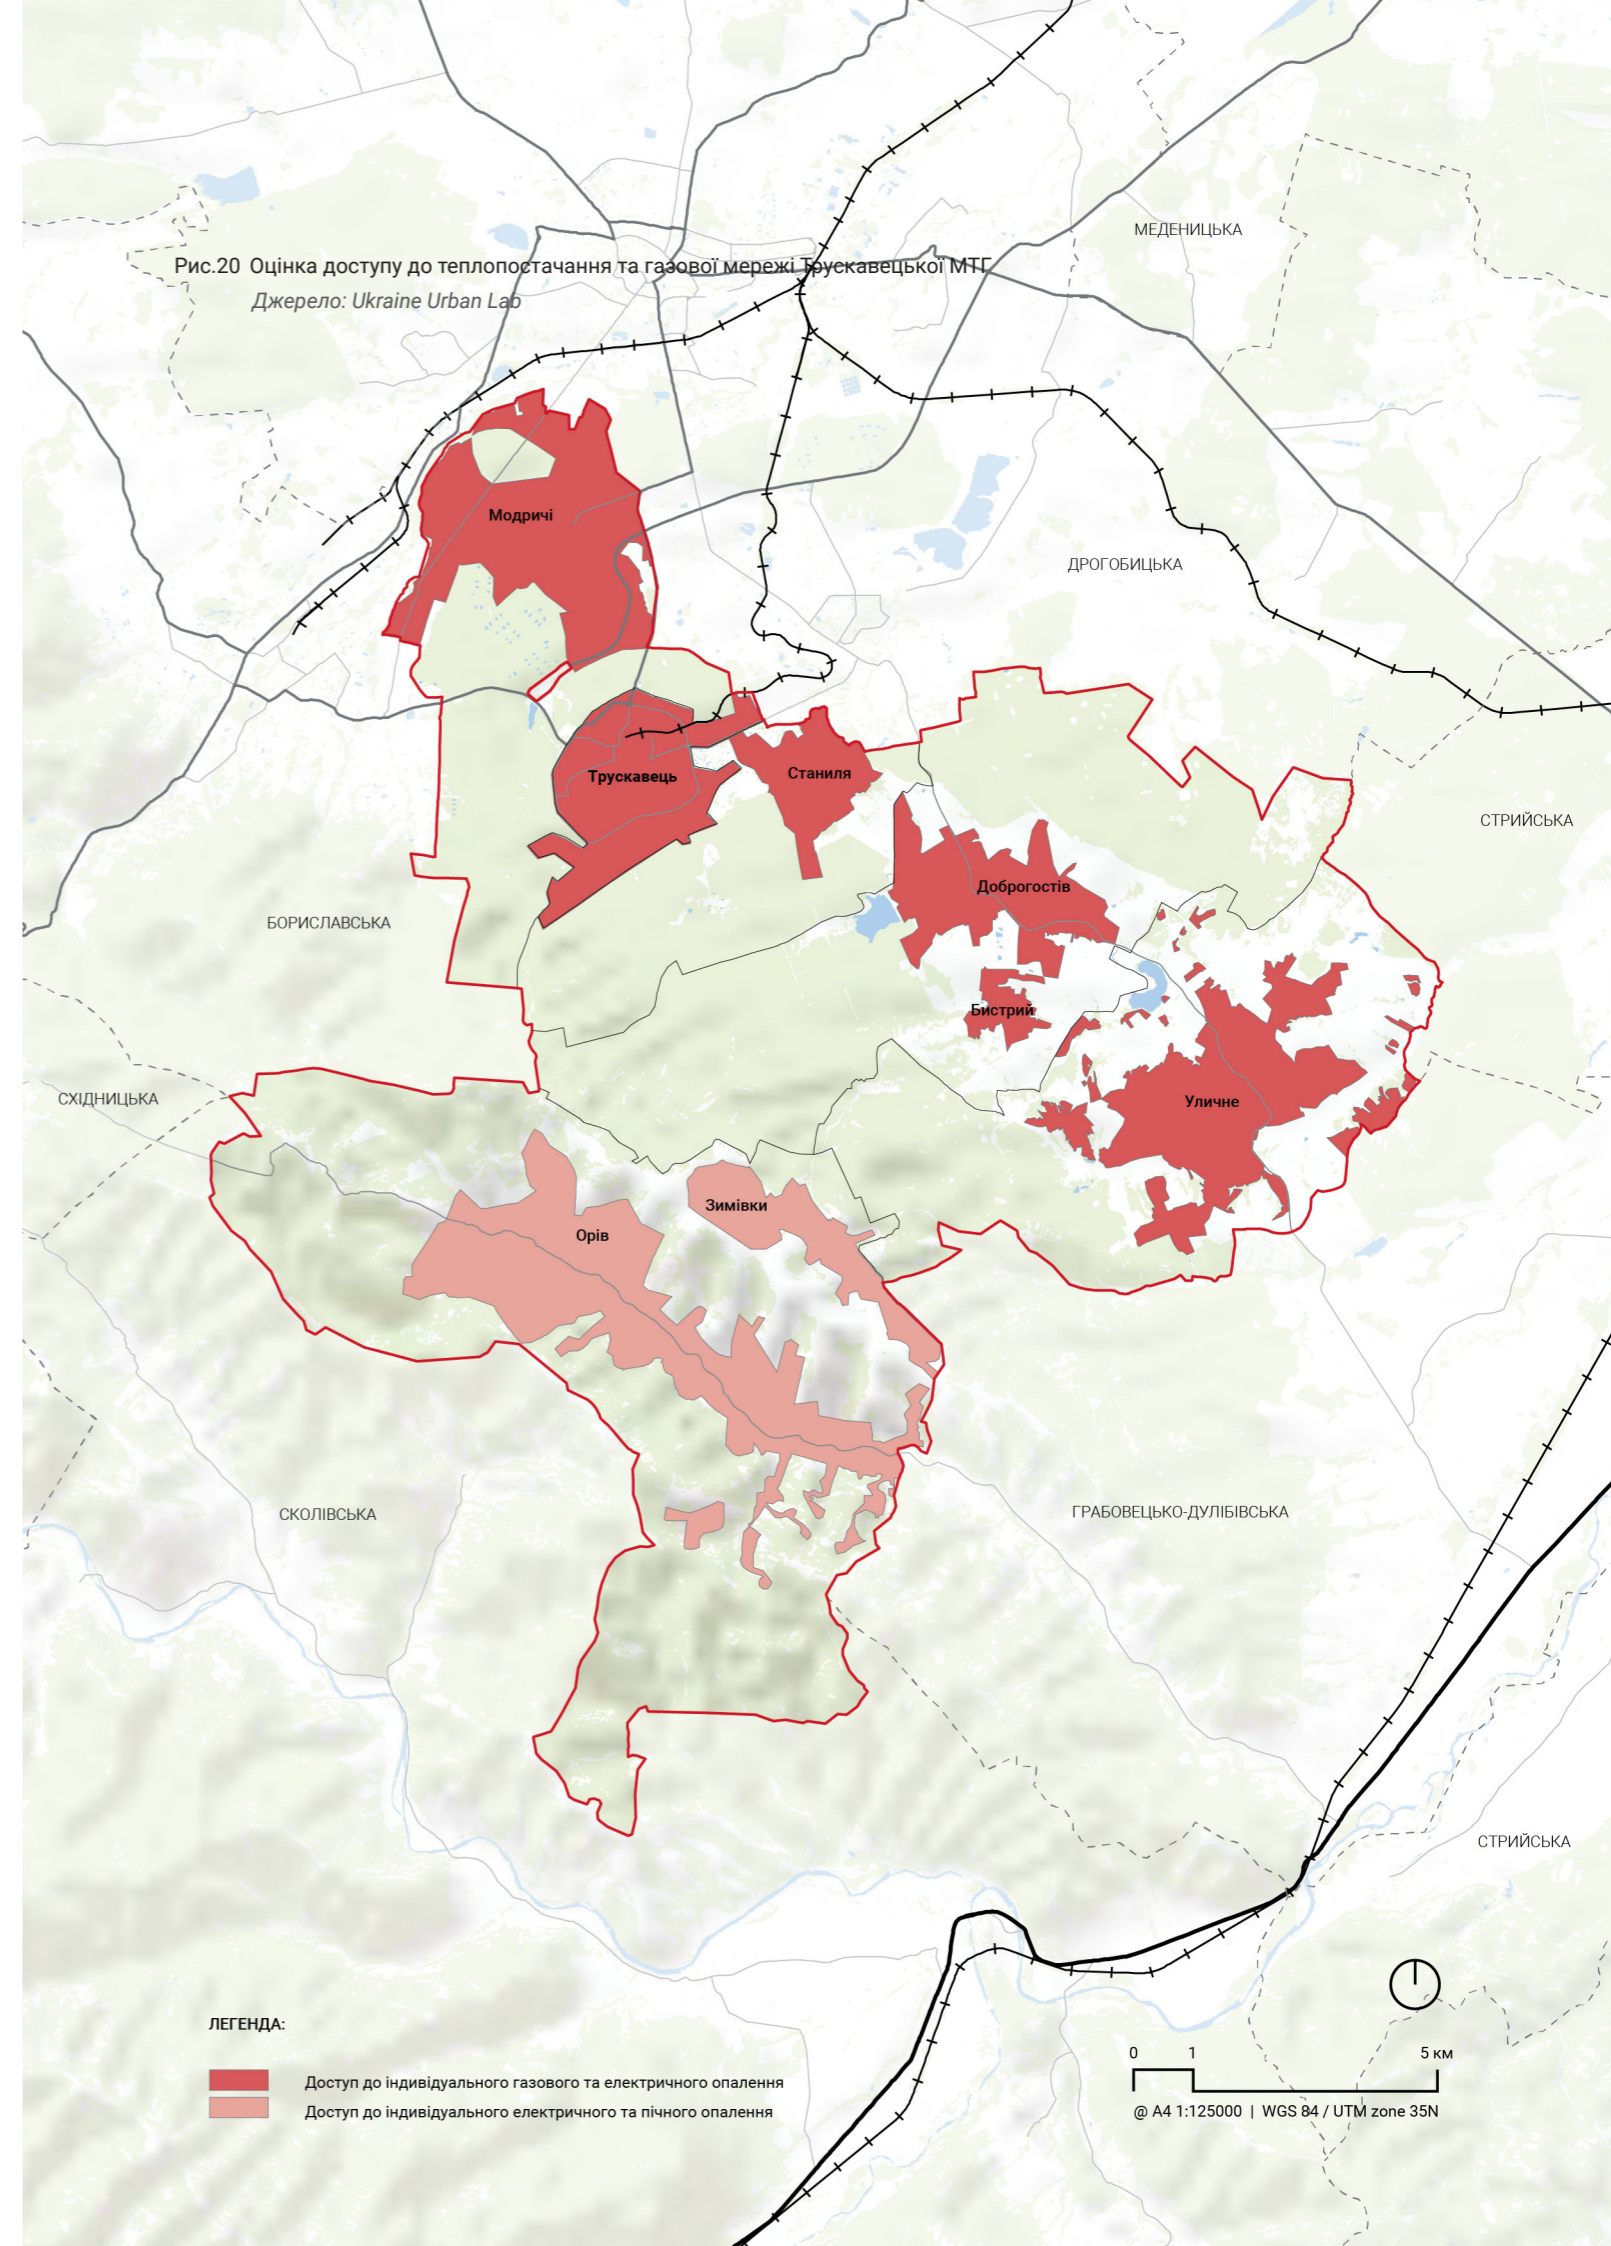 МЕДЕНИЦЬКА
Рис.20 Оцінка доступу до теплопостачання та газової мережі Трускавецької МТГ
Джерело: Ukraine Urban Lab
Модричі
ДРОГОБИЦЬКА
Трускавець
Станиля
СТРИЙСЬКА
Доброгостів
БОРИСЛАВСЬКА
Бистрий
СХІДНИЦЬКА
Уличне
Зимівки
Орів
СКОЛІВСЬКА
ГРАБОВЕЦЬКО-ДУЛІБІВСЬКА
СТРИЙСЬКА
ЛЕГЕНДА:
Доступ до індивідуального газового та електричного опалення
Доступ до індивідуального електричного та пічного опалення
0 1 5 км
@ A4 1:125000 | WGS 84 / UTM zone 35N